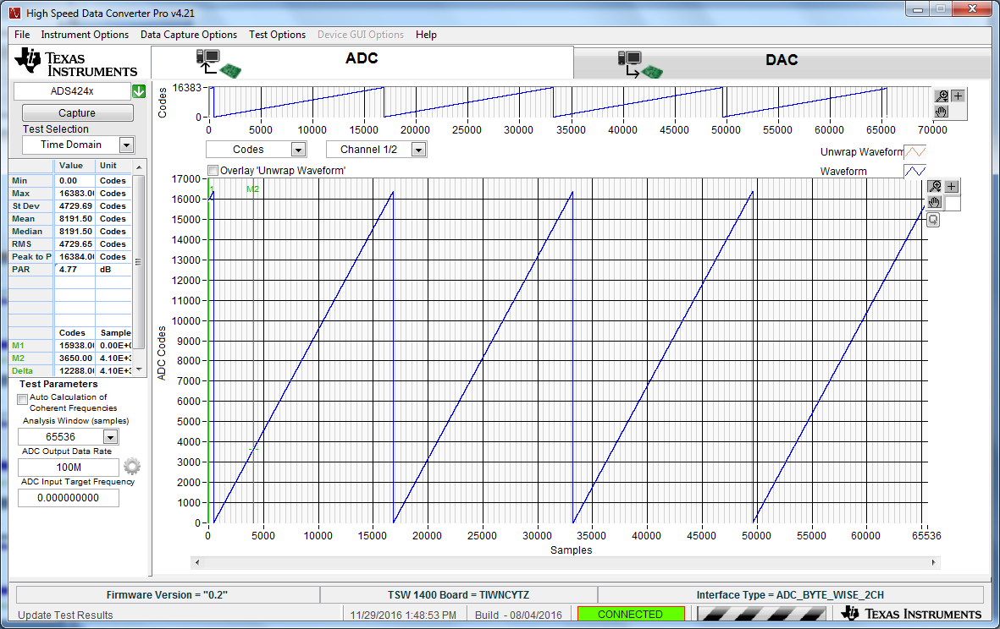 High Speed Data Converter Pro v4.21
File Instrument Options Data Capture Options Test Options Device GUI Options Help
TEXAS INSTRUMENTS
ADC
DAC
ADS424x
Capture
Test Selection
Time Domain
Value Unit
Min 0.00 Codes
Max 16383.0 Codes
St Dev 4729.69 Codes
Mean 8191.50 Codes
Median 8191.50 Codes
RMS 4729.65 Codes
Peak to P 16384.0 Codes
PAR 4.77 dB
Codes Sample
M1 15938.0 0.00E+
M2 3650.00 4.10E+
Delta 12288.0 4.10E+
Test Parameters
Auto Calculation of
Coherent Frequencies
Analysis Window (samples)
65536
ADC Output Data Rate
100M
ADC Input Target Frequency
0.000000000
Codes
16383
0
0 5000 10000 15000 20000 25000 30000 35000 40000 45000 50000 55000 60000 65000 70000
Codes
Channel 1/2
Unwrap Waveform
Overlay 'Unwrap Waveform'
Waveform
M2
ADC Codes
17000
16000
15000
14000
13000
12000
11000
10000
9000
8000
7000
6000
5000
4000
3000
2000
1000
0
0 5000 10000 15000 20000 25000 30000 35000 40000 45000 50000 55000 60000 65536
Samples
Firmware Version = "0.2"
TSW 1400 Board = TIWNCYTZ
Interface Type = ADC_BYTE_WISE_2CH
Update Test Results
11/29/2016 1:48:53 PM
Build - 08/04/2016
CONNECTED
TEXAS INSTRUMENTS